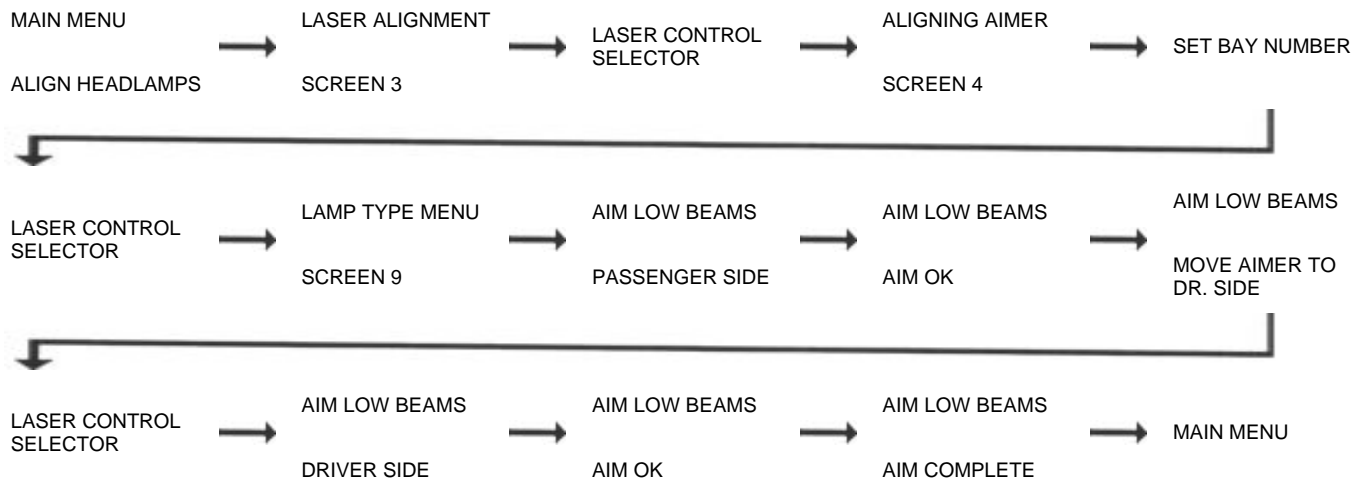 MAIN MENU
ALIGN HEADLAMPS
LASER ALIGNMENT
SCREEN 3
LASER CONTROL
SELECTOR
ALIGNING AIMER
SCREEN 4
SET BAY NUMBER
LASER CONTROL
SELECTOR
LAMP TYPE MENU
SCREEN 9
AIM LOW BEAMS
PASSENGER SIDE
AIM LOW BEAMS
AIM OK
AIM LOW BEAMS
MOVE AIMER TO
DR. SIDE
LASER CONTROL
SELECTOR
AIM LOW BEAMS
DRIVER SIDE
AIM LOW BEAMS
AIM OK
AIM LOW BEAMS
AIM COMPLETE
MAIN MENU